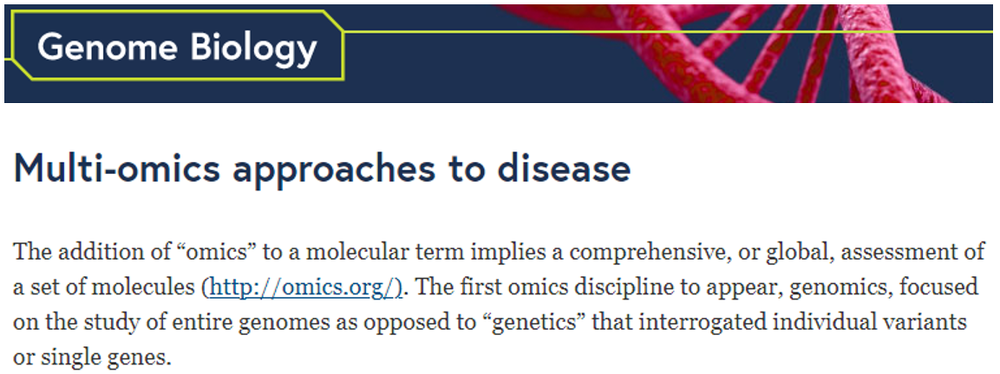 Genome Biology
Multi-omics approaches to disease
The addition of “omics” to a molecular term implies a comprehensive, or global, assessment of
a set of molecules (http://omics.org/). The first omics discipline to appear, genomics, focused
on the study of entire genomes as opposed to “genetics” that interrogated individual variants
or single genes.